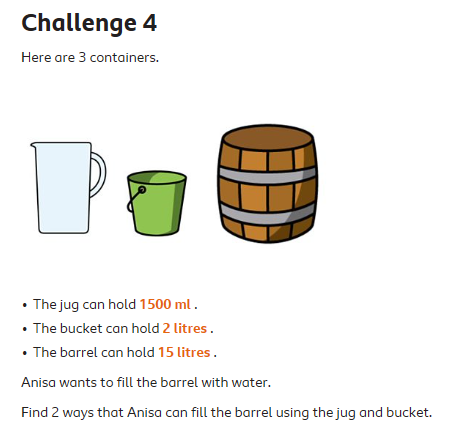 Challenge 4
Here are 3 containers.
• The jug can hold 1500 ml .
• The bucket can hold 2 litres .
• The barrel can hold 15 litres .
Anisa wants to fill the barrel with water.
Find 2 ways that Anisa can fill the barrel using the jug and bucket.